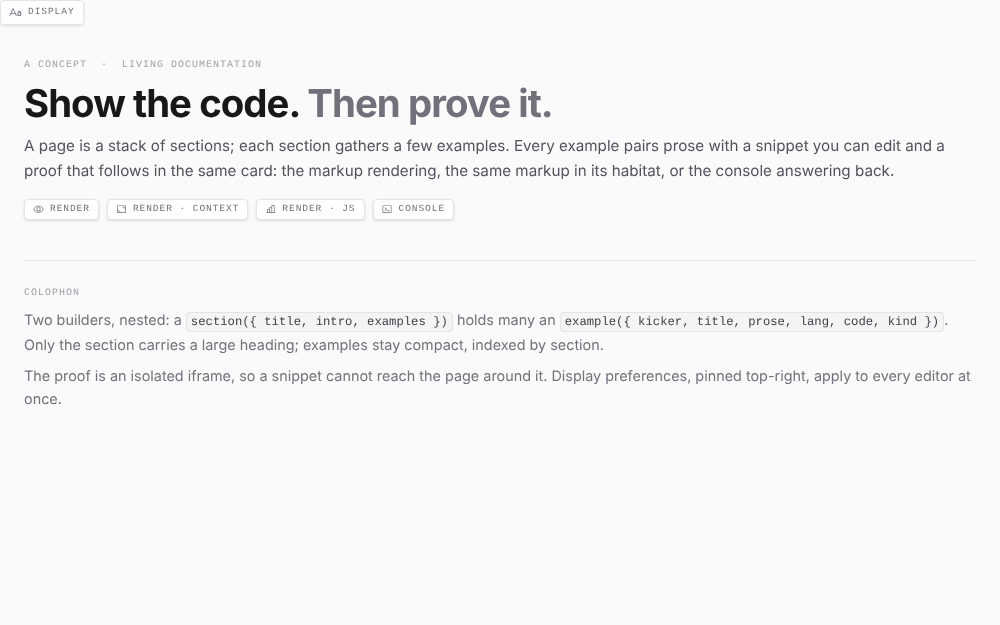 Aa DISPLAY
A CONCEPT · LIVING DOCUMENTATION
Show the code. Then prove it.
A page is a stack of sections; each section gathers a few examples. Every example pairs prose with a snippet you can edit and a
proof that follows in the same card: the markup rendering, the same markup in its habitat, or the console answering back.
RENDER RENDER · CONTEXT RENDER · JS CONSOLE
COLOPHON
Two builders, nested: a section({ title, intro, examples }) holds many an example({ kicker, title, prose, lang, code, kind }).
Only the section carries a large heading; examples stay compact, indexed by section.
The proof is an isolated iframe, so a snippet cannot reach the page around it. Display preferences, pinned top-right, apply to every editor at
once.